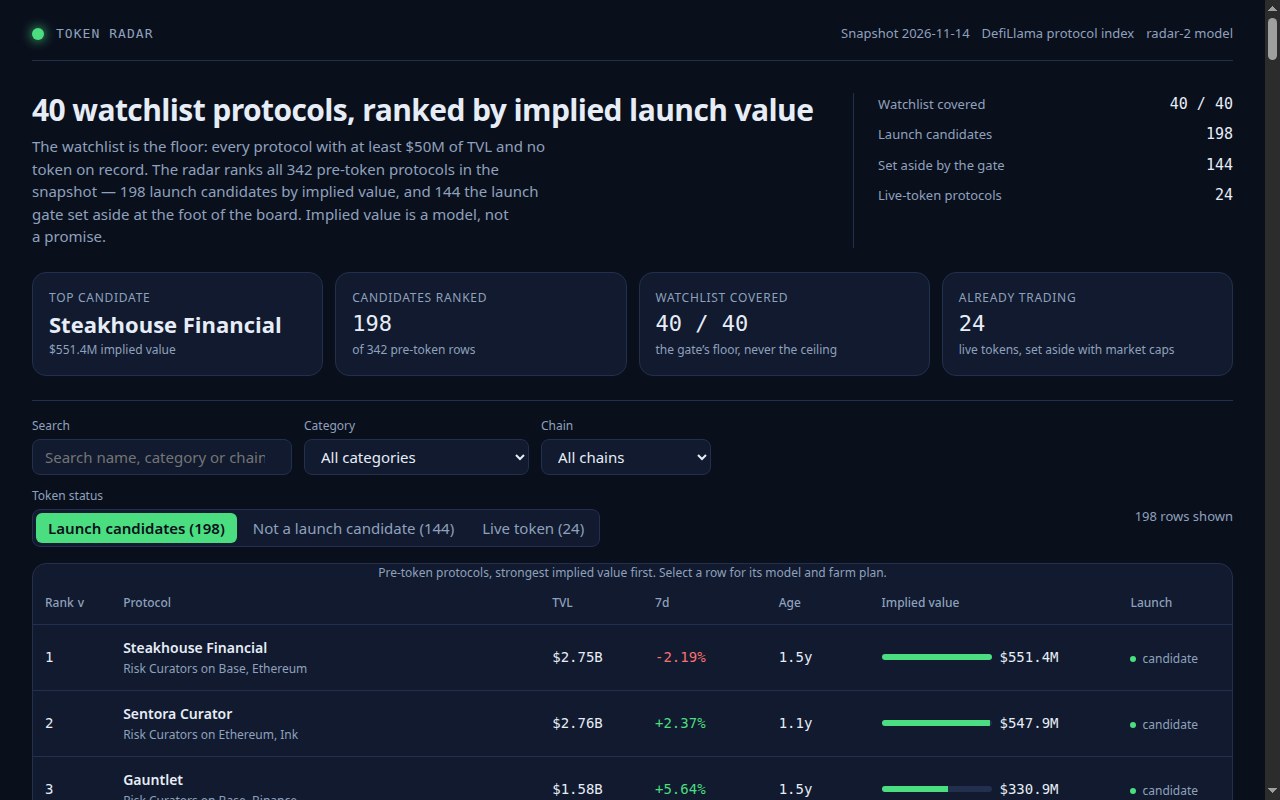 TOKEN RADAR
Snapshot 2026-11-14 DefiLlama protocol index radar-2 model
40 watchlist protocols, ranked by implied launch value
The watchlist is the floor: every protocol with at least $50M of TVL and no
token on record. The radar ranks all 342 pre-token protocols in the
snapshot — 198 launch candidates by implied value, and 144 the launch
gate set aside at the foot of the board. Implied value is a model, not
a promise.
Watchlist covered 40 / 40
Launch candidates 198
Set aside by the gate 144
Live-token protocols 24
TOP CANDIDATE
Steakhouse Financial
$551.4M implied value
CANDIDATES RANKED
198
of 342 pre-token rows
WATCHLIST COVERED
40 / 40
the gate's floor, never the ceiling
ALREADY TRADING
24
live tokens, set aside with market caps
Search
Search name, category or chain
Category
All categories
Chain
All chains
Token status
Launch candidates (198) Not a launch candidate (144) Live token (24)
198 rows shown
Pre-token protocols, strongest implied value first. Select a row for its model and farm plan.
Rank v Protocol TVL 7d Age Implied value Launch
1 Steakhouse Financial $2.75B -2.19% 1.5y $551.4M candidate
Risk Curators on Base, Ethereum
2 Sentora Curator $2.76B +2.37% 1.1y $547.9M candidate
Risk Curators on Ethereum, Ink
3 Gauntlet $1.58B +5.64% 1.5y $330.9M candidate
Risk Curators on Base, Binance